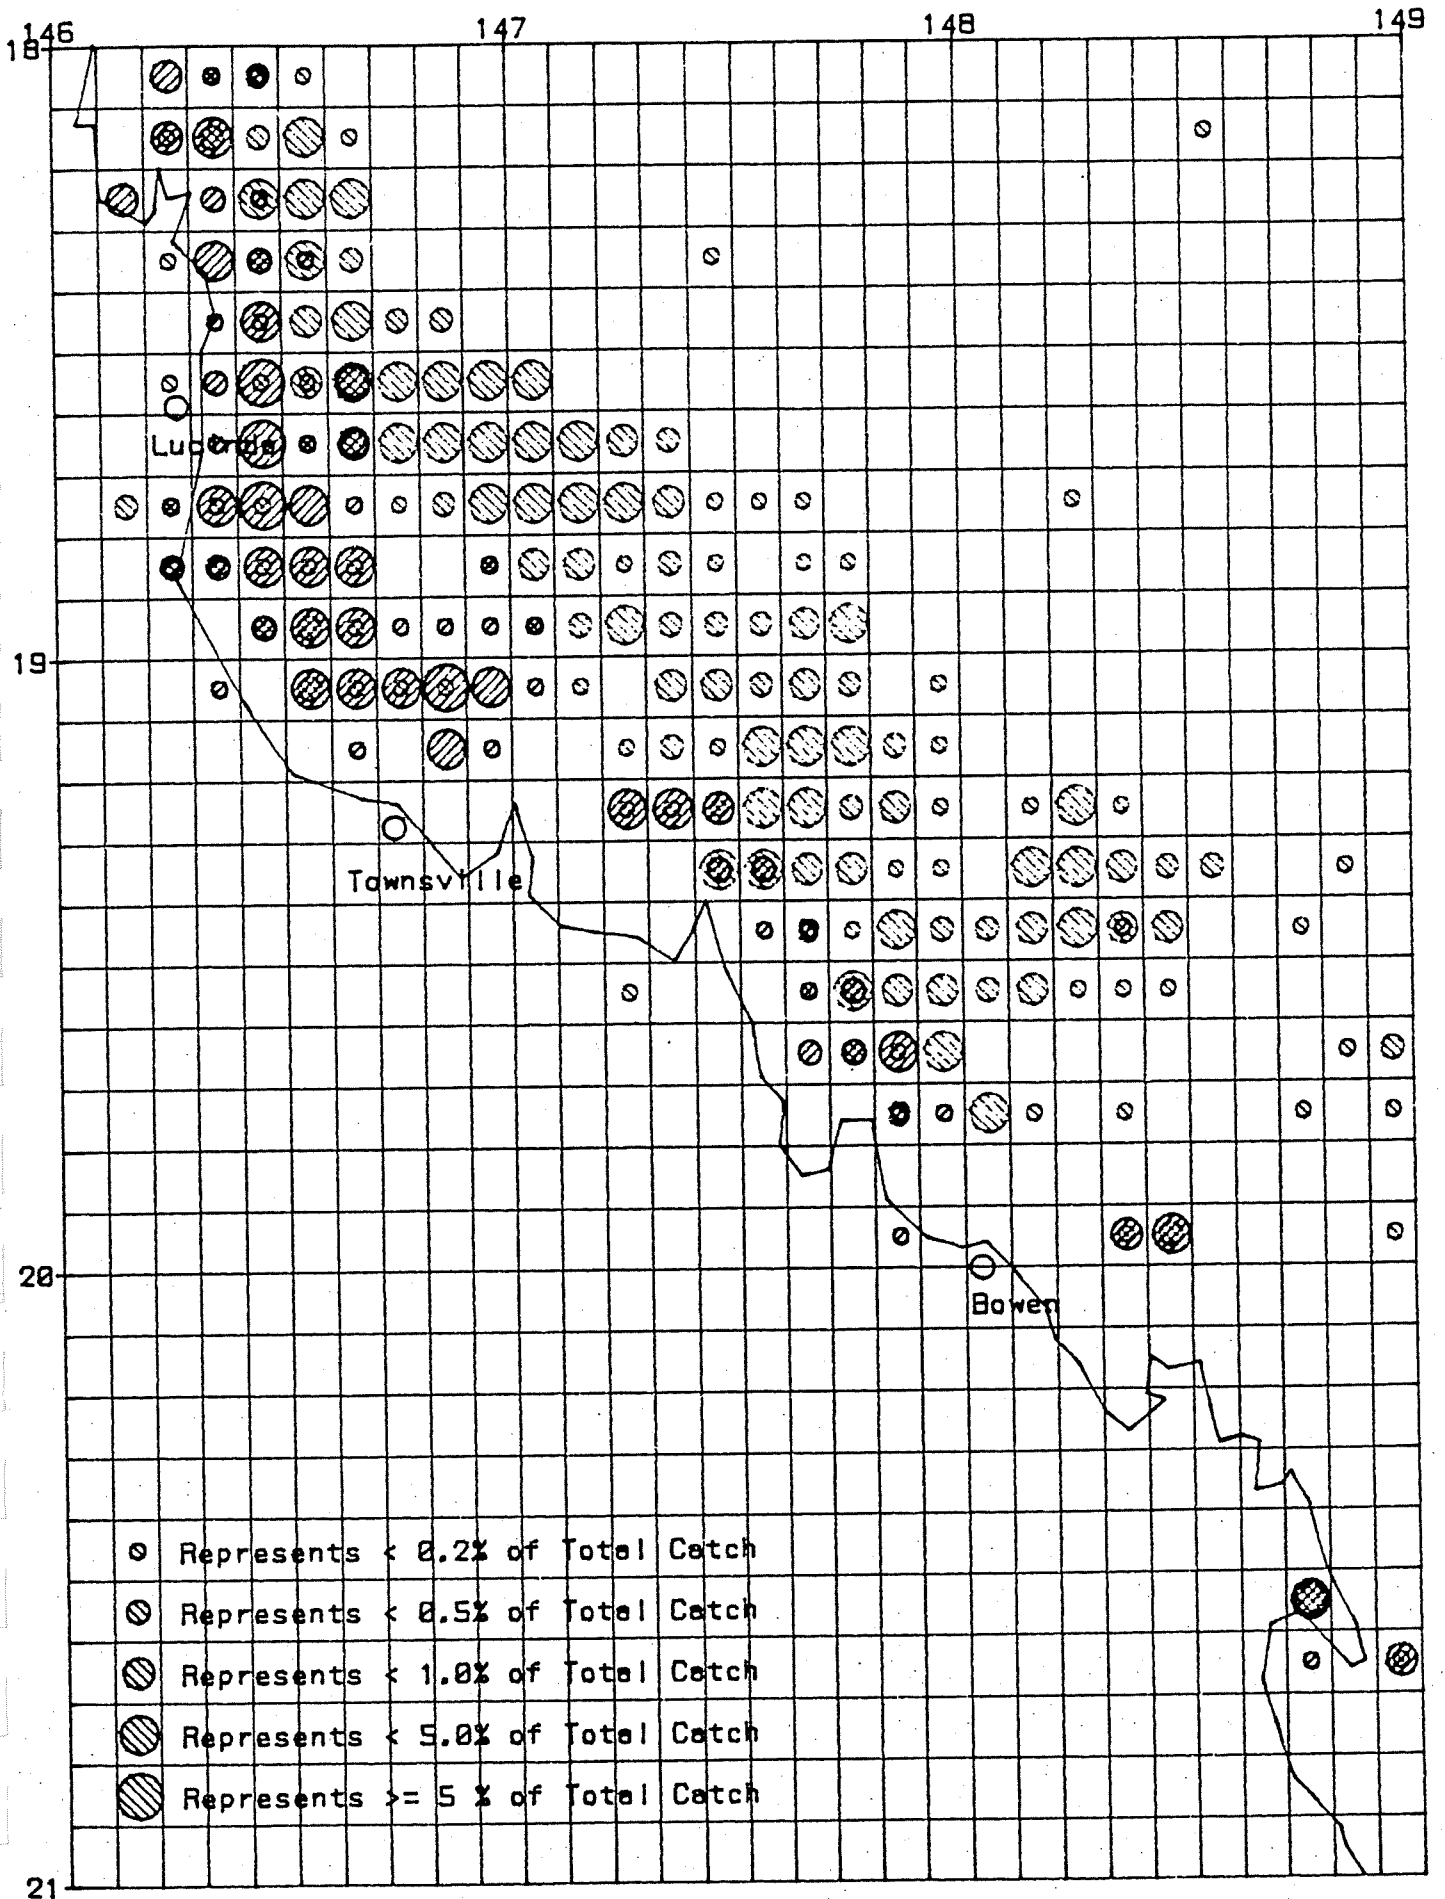 146 147 148 149
18
Lucinda
19
Townsville
20
Bowen
Represents < 0.2% of Total Catch
Represents < 0.5% of Total Catch
Represents < 1.0% of Total Catch
Represents < 5.0% of Total Catch
Represents >= 5 % of Total Catch
21